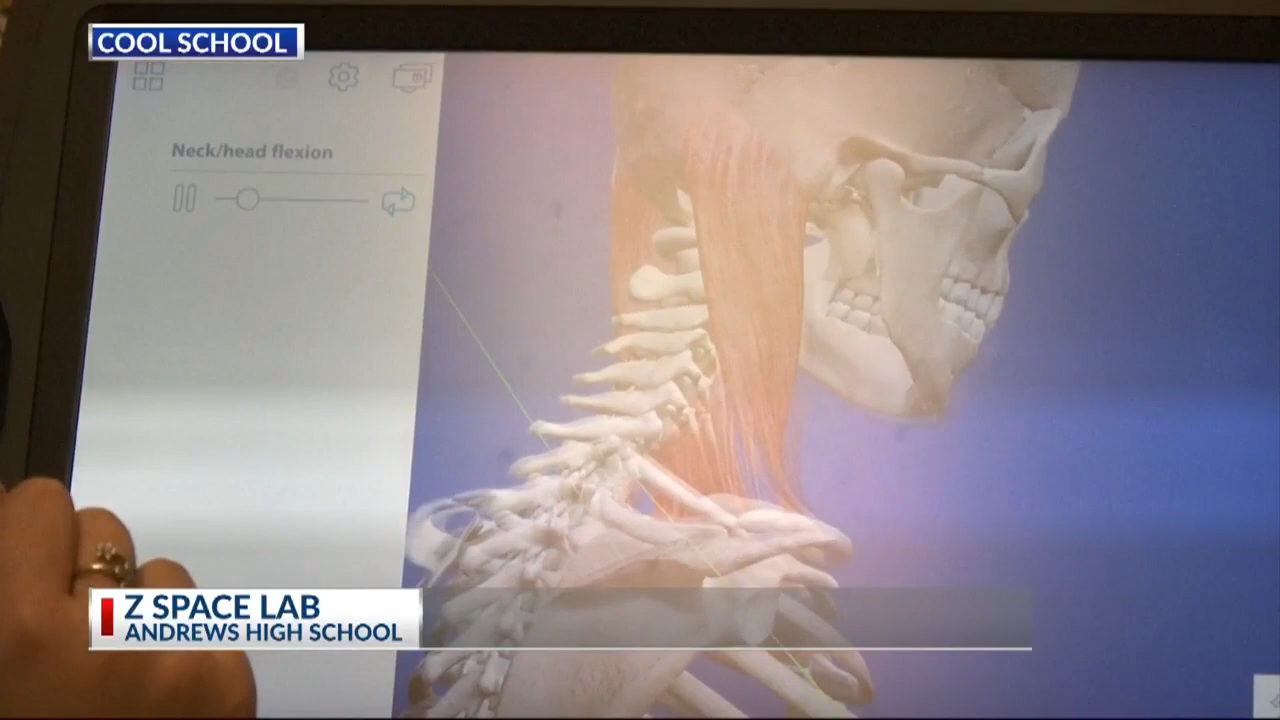 COOL SCHOOL
Neck/head flexion
Z SPACE LAB
ANDREWS HIGH SCHOOL